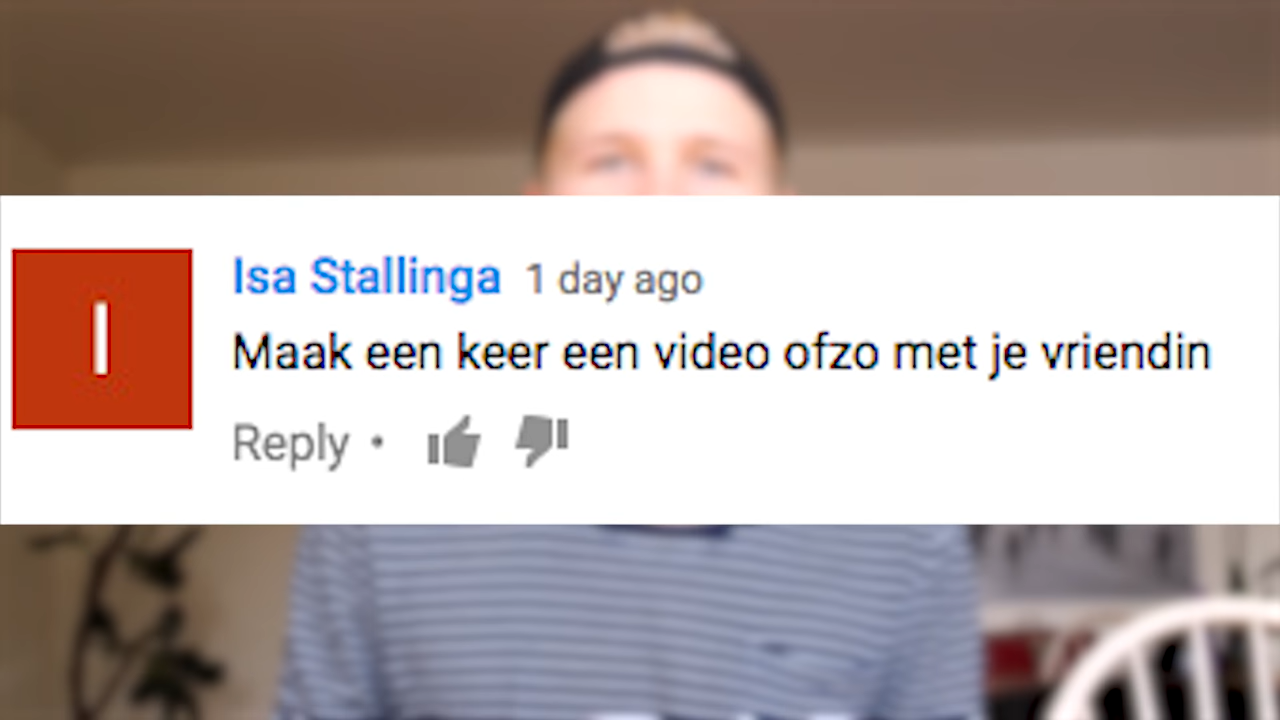 I
Isa Stallinga 1 day ago
Maak een keer een video ofzo met je vriendin
Reply •